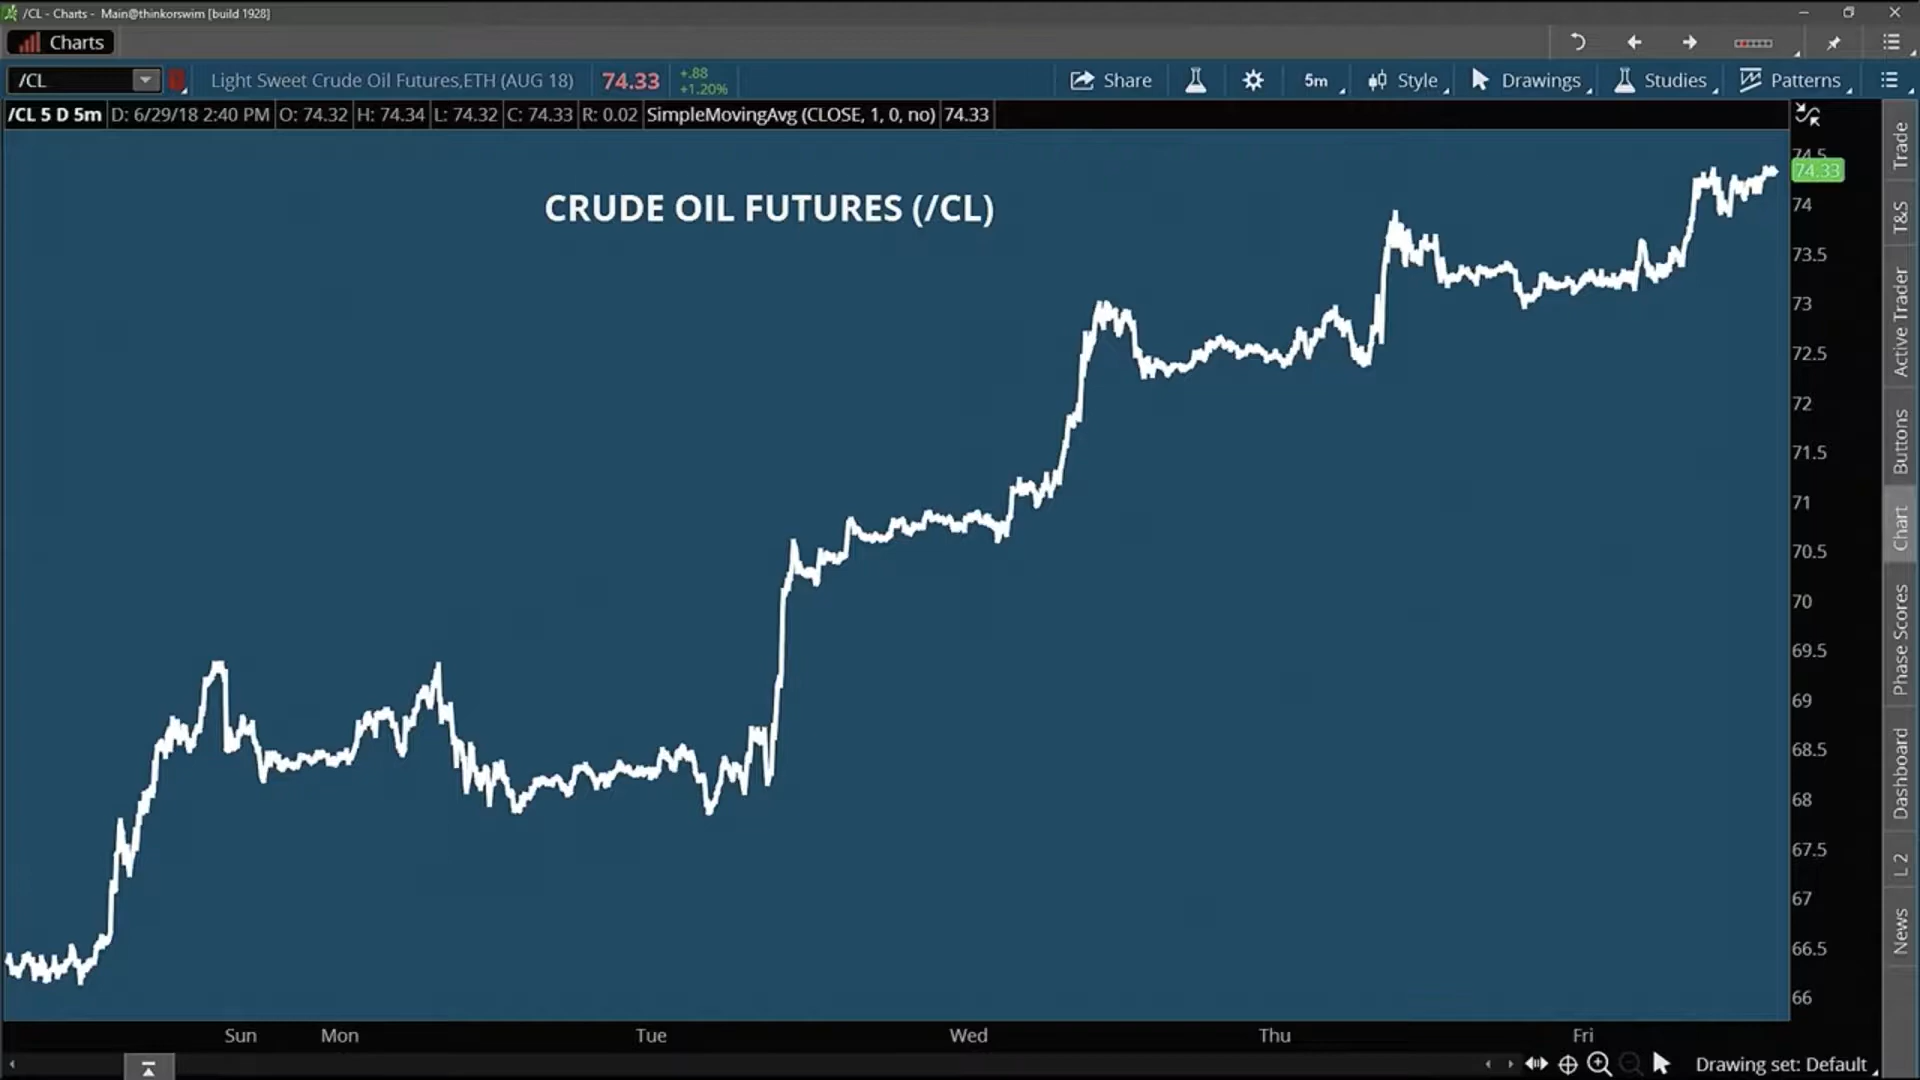 /CL - Charts - Main@thinkorswim [build 1928]
Charts
/CL Light Sweet Crude Oil Futures,ETH (AUG 18) 74.33 +.88 +1.20% Share 5m Style Drawings Studies Patterns
/CL 5 D 5m D: 6/29/18 2:40 PM O: 74.32 H: 74.34 L: 74.32 C: 74.33 R: 0.02 SimpleMovingAvg (CLOSE, 1, 0, no) 74.33
CRUDE OIL FUTURES (/CL)
74.5
74.33
74
73.5
73
72.5
72
71.5
71
70.5
70
69.5
69
68.5
68
67.5
67
66.5
66
Trade
T&S
Active Trader
Buttons
Chart
Phase Scores
Dashboard
L 2
News
Sun Mon Tue Wed Thu Fri
Drawing set: Default